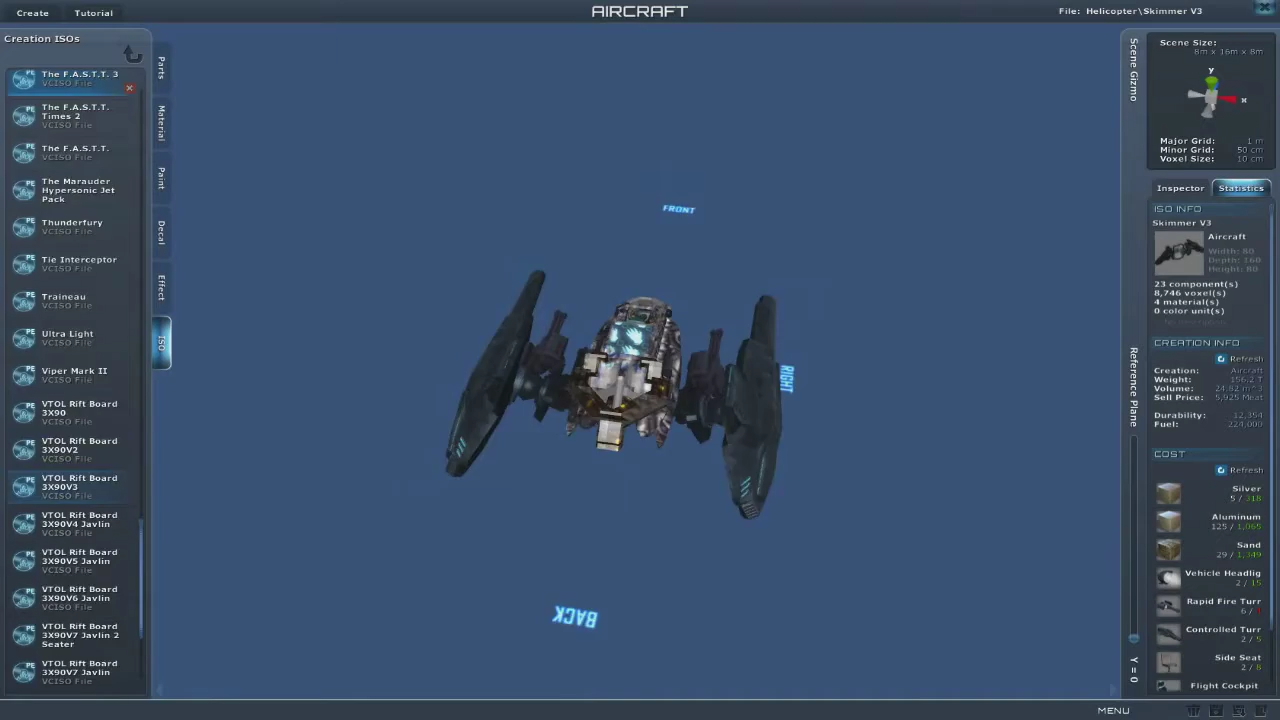 Create
Tutorial
AIRCRAFT
File: Helicopter\Skimmer V3
Creation ISOs
The F.A.S.T.T. 3
VCISO File
The F.A.S.T.T.
Times 2
VCISO File
The F.A.S.T.T.
VCISO File
The Marauder
Hypersonic Jet
Pack
VCISO File
Thunderfury
VCISO File
Tie Interceptor
VCISO File
Traineau
VCISO File
Ultra Light
VCISO File
Viper Mark II
VCISO File
VTOL Rift Board
3X90
VCISO File
VTOL Rift Board
3X90V2
VCISO File
VTOL Rift Board
3X90V3
VCISO File
VTOL Rift Board
3X90V4 Javlin
VCISO File
VTOL Rift Board
3X90V5 Javlin
VCISO File
VTOL Rift Board
3X90V6 Javlin
VCISO File
VTOL Rift Board
3X90V7 Javlin 2
Seater
VCISO File
VTOL Rift Board
3X90V7 Javlin
VCISO File
Parts
Material
Paint
Decal
Effect
ISO
FRONT
RIGHT
BACK
Scene Gizmo
Reference Plane
Y = 0
Scene Size:
8m x 16m x 8m
y
x
Major Grid: 1 m
Minor Grid: 50 cm
Voxel Size: 10 cm
Inspector
Statistics
ISO INFO
Skimmer V3
Aircraft
Width: 80
Depth: 160
Height: 80
23 component(s)
8,746 voxel(s)
4 material(s)
0 color unit(s)
CREATION INFO
Refresh
Creation: Aircraft
Weight: 156.2 T
Volume: 24.82 m^3
Sell Price: 5,925 Meat
Durability: 12,354
Fuel: 224,000
COST
Refresh
Silver
5 / 318
Aluminum
125 / 1,065
Sand
29 / 1,349
Vehicle Headlig
2 / 15
Rapid Fire Turr
Controlled Turr
2 / 5
Side Seat
2 / 8
Flight Cockpit
MENU